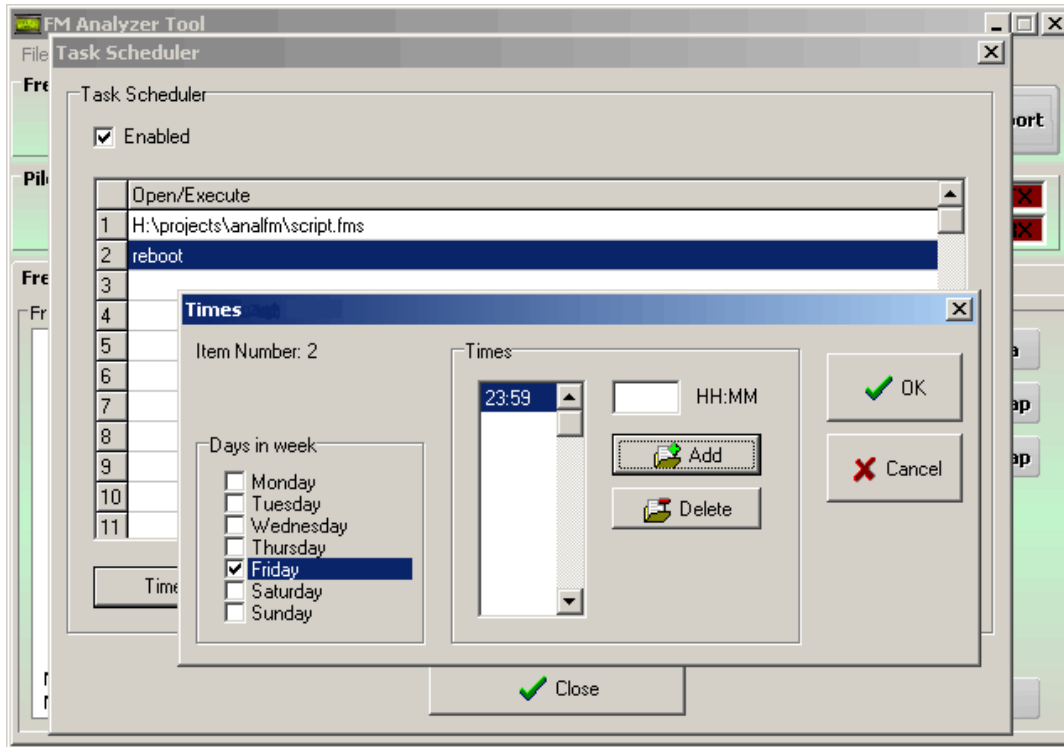 FM Analyzer Tool
File
Task Scheduler
Fre
ort
Task Scheduler
Enabled
Pil
Open/Execute
1 H:\projects\analfm\script.fms
2 reboot
3
4
5
6
7
8
9
10
11
Fre
Fr
Times
Item Number: 2
Times
23:59
HH:MM
OK
Add
Cancel
Delete
Days in week
Monday
Tuesday
Wednesday
Thursday
Friday
Saturday
Sunday
a
ap
ap
Time
Close